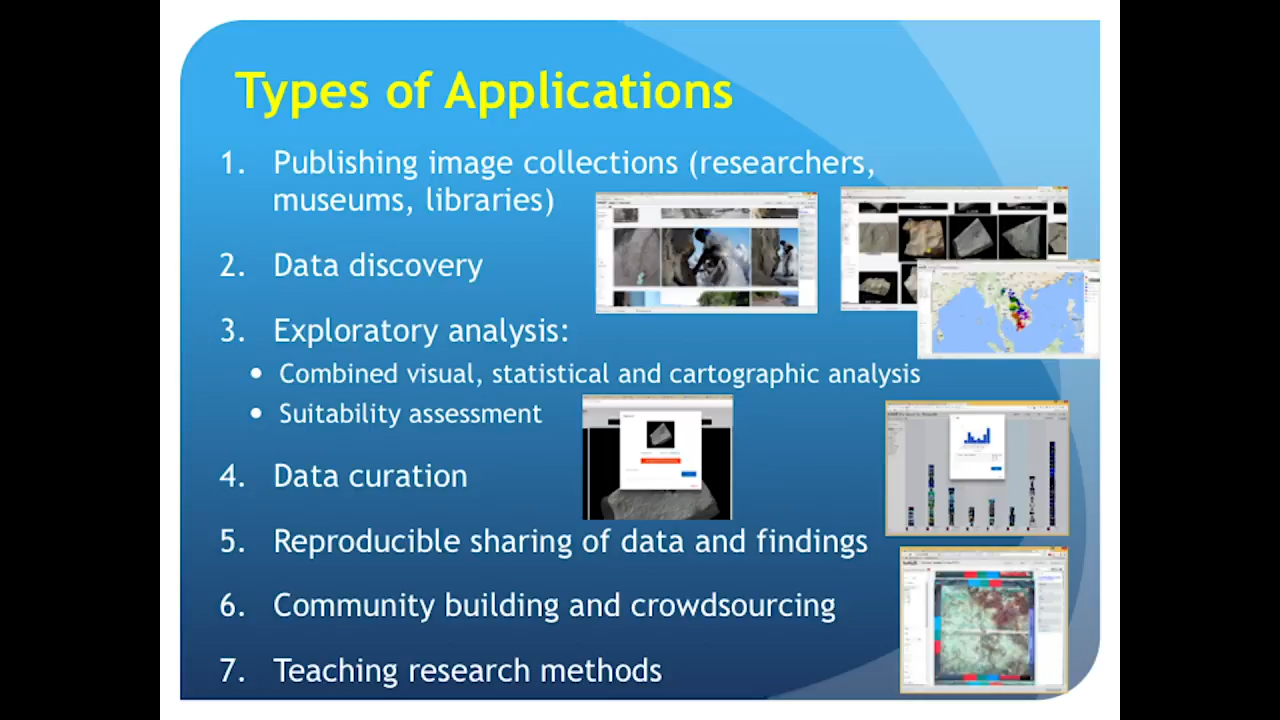 Types of Applications
1. Publishing image collections (researchers,
museums, libraries)
2. Data discovery
3. Exploratory analysis:
• Combined visual, statistical and cartographic analysis
• Suitability assessment
4. Data curation
5. Reproducible sharing of data and findings
6. Community building and crowdsourcing
7. Teaching research methods